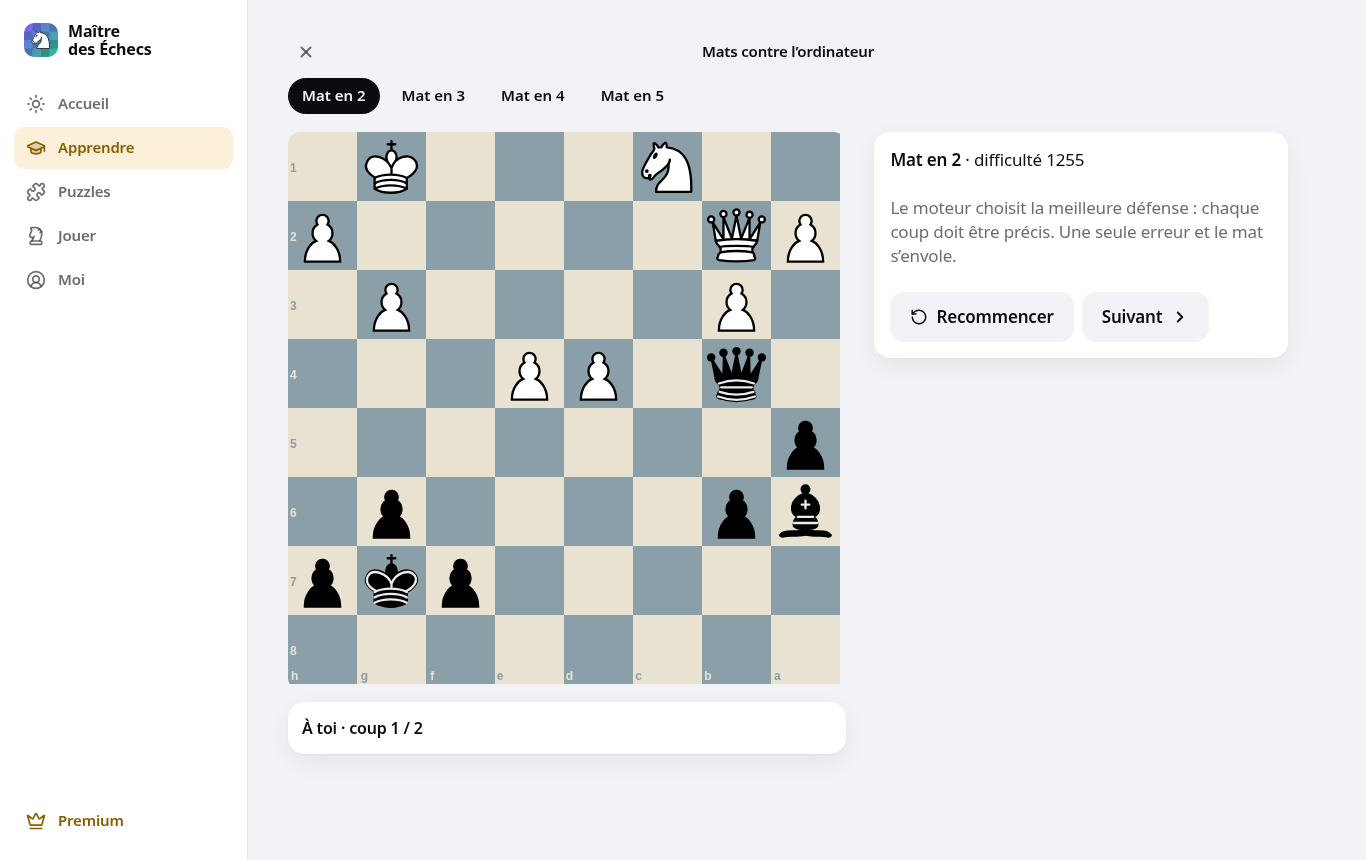 Maître
des Échecs
Accueil
Apprendre
Puzzles
Jouer
Moi
Premium
Mats contre l’ordinateur
Mat en 2
Mat en 3
Mat en 4
Mat en 5
1
2
3
4
5
6
7
8
h
g
f
e
d
c
b
a
À toi · coup 1 / 2
Mat en 2 · difficulté 1255
Le moteur choisit la meilleure défense : chaque
coup doit être précis. Une seule erreur et le mat
s’envole.
Recommencer
Suivant